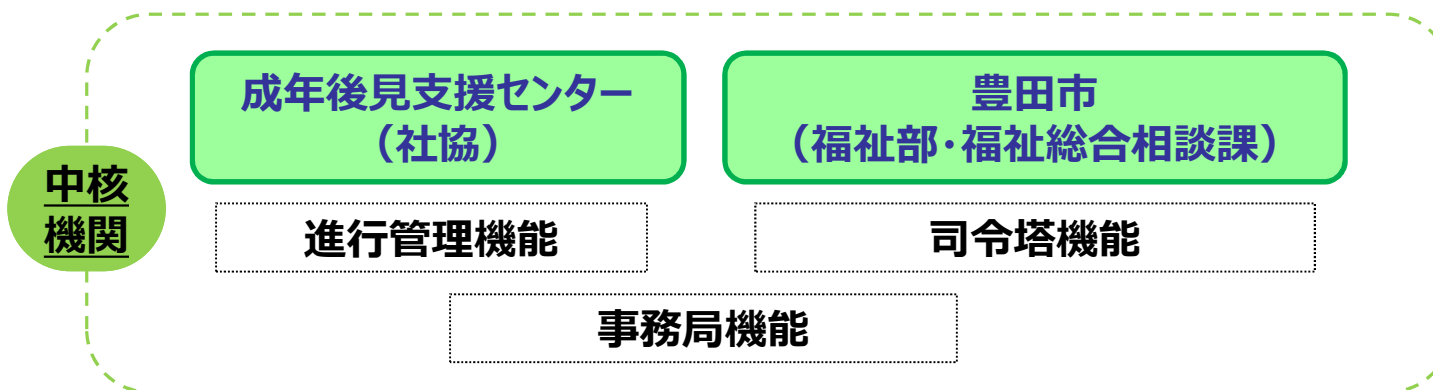 成年後見支援センター
（社協）
豊田市
（福祉部・福祉総合相談課）
中核
機関
進行管理機能
司令塔機能
事務局機能